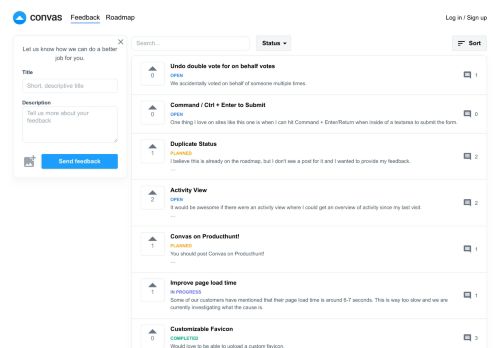 convas
Feedback
Roadmap
Log in / Sign up
Let us know how we can do a better
job for you.
Title
Short, descriptive title
Description
Tell us more about your
feedback
Send feedback
Search...
Status
Sort
0
Undo double vote for on behalf votes
OPEN
We accidentally voted on behalf of someone multiple times.
1
0
Command / Ctrl + Enter to Submit
OPEN
One thing I love on sites like this one is when I can hit Command + Enter/Return when inside of a textarea to submit the form.
0
1
Duplicate Status
PLANNED
I believe this is already on the roadmap, but I don't see a post for it and I wanted to provide my feedback.
...
2
2
Activity View
OPEN
It would be awesome if there were an activity view where I could get an overview of activity since my last visit
...
2
1
Convas on Producthunt!
PLANNED
You should post Convas on Producthunt!
...
1
1
Improve page load time
IN PROGRESS
Some of our customers have mentioned that their page load time is around 6-7 seconds. This is way too slow and we are
currently investigating what the cause is.
1
0
Customizable Favicon
COMPLETED
Would love to be able to upload a custom favicon.
3